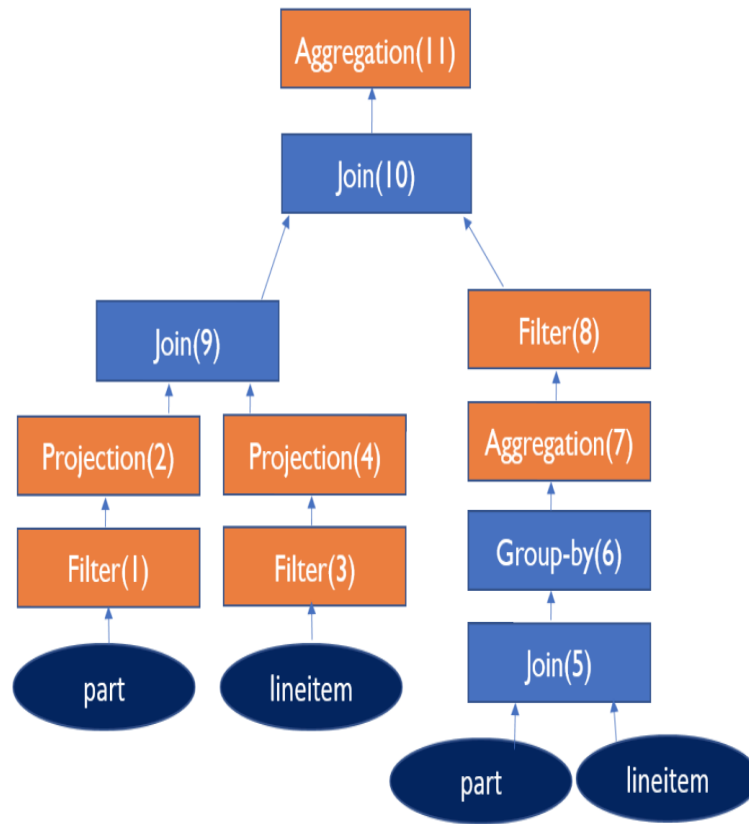 Aggregation(11)
Join(10)
Join(9)
Filter(8)
Projection(2)
Projection(4)
Aggregation(7)
Filter(1)
Filter(3)
Group-by(6)
part
lineitem
Join(5)
part
lineitem